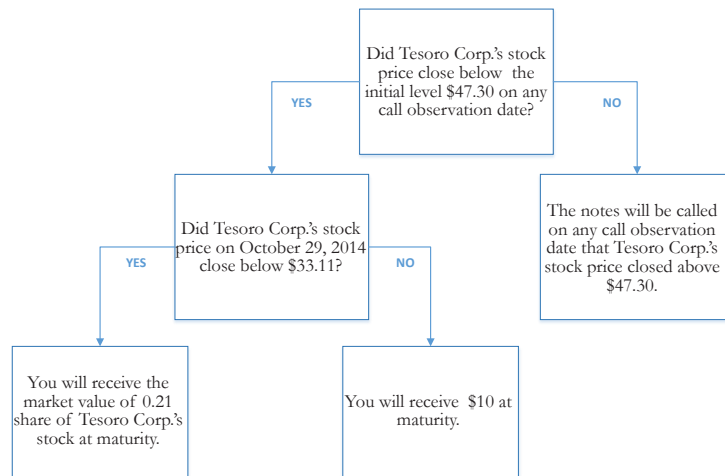 Did Tesoro Corp.'s stock
price close below the
initial level $47.30 on any
call observation date?
YES
NO
Did Tesoro Corp.'s stock
price on October 29, 2014
close below $33.11?
The notes will be called
on any call observation
date that Tesoro Corp.'s
stock price closed above
$47.30.
YES
NO
You will receive the
market value of 0.21
share of Tesoro Corp.'s
stock at maturity.
You will receive $10 at
maturity.